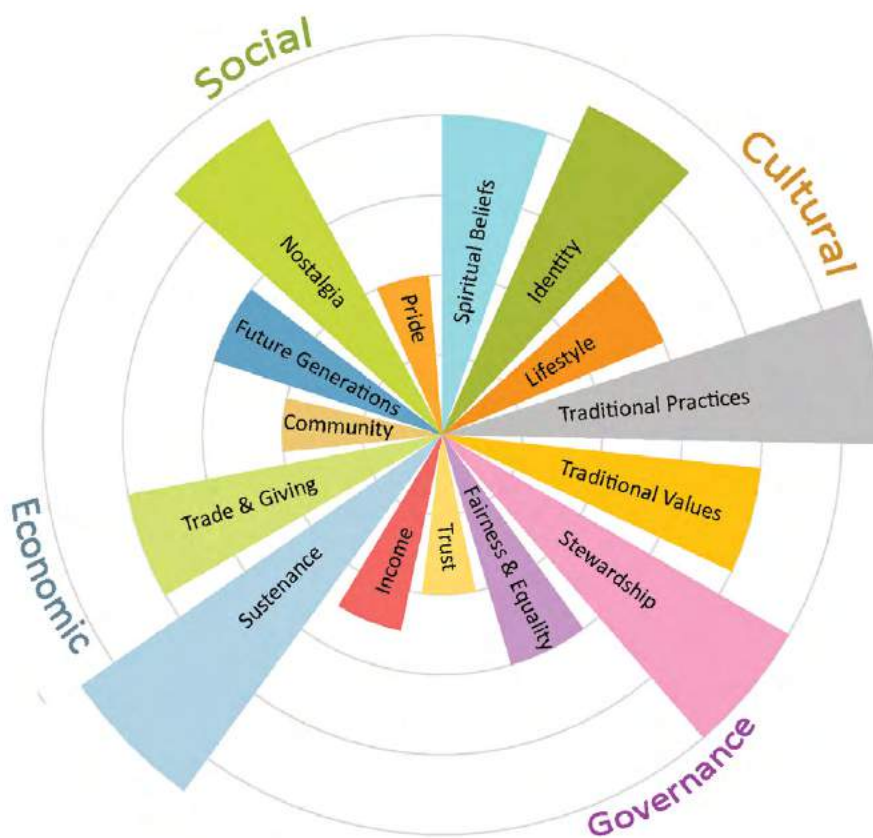 Social
Cultural
Economic
Governance
Spiritual Beliefs
Identity
Lifestyle
Traditional Practices
Traditional Values
Stewardship
Fairness & Equality
Trust
Income
Sustenance
Trade & Giving
Community
Future Generations
Nostalgia
Pride